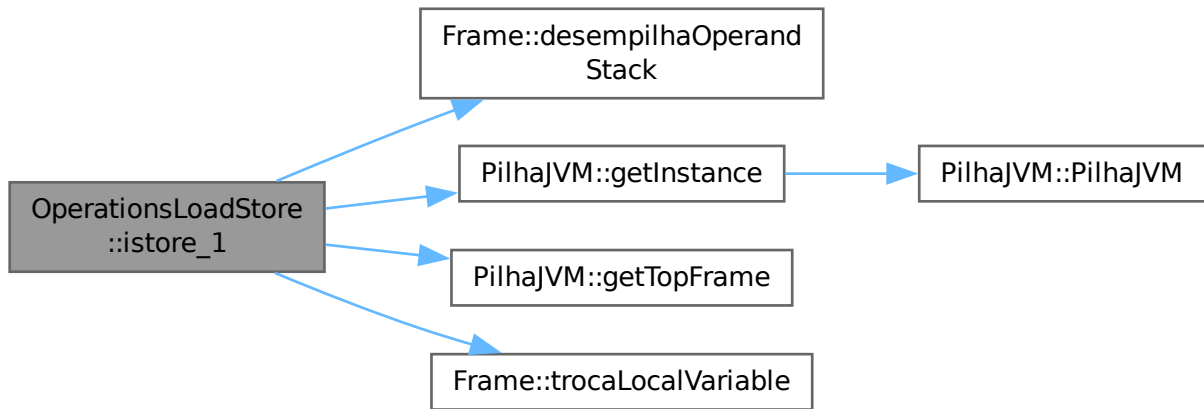 Frame::desempilhaOperand
Stack
PilhaJVM::getInstance
PilhaJVM::PilhaJVM
OperationsLoadStore
::istore_1
PilhaJVM::getTopFrame
Frame::trocaLocalVariable